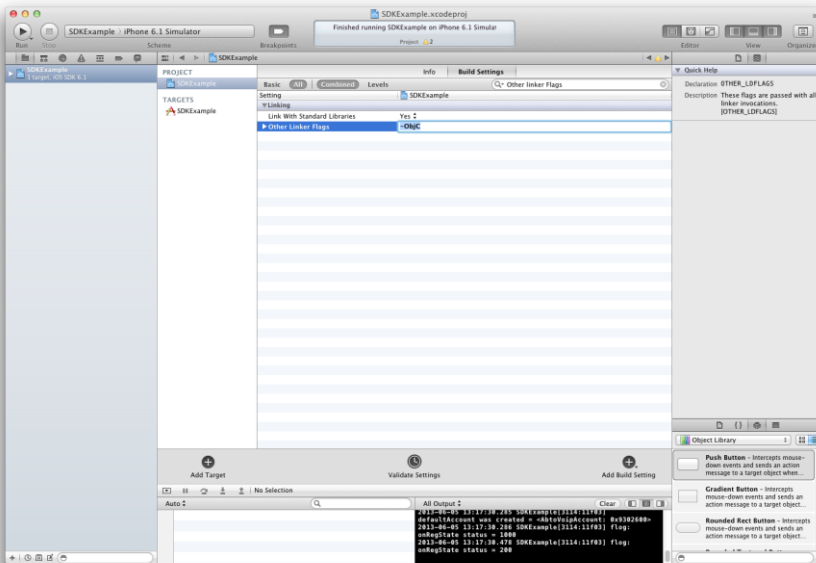 SDKExample.xcodeproj
Run
Stop
SDKExample
iPhone 6.1 Simulator
Scheme
Breakpoints
Finished running SDKExample on iPhone 6.1 Simulat
Project 2
Editor
View
Organizer
SDKExample
1 target, iOS SDK 6.1
SDKExample
PROJECT
SDKExample
TARGETS
SDKExample
Info
Build Settings
Basic
All
Combined
Levels
Other linker Flags
Setting
SDKExample
Linking
Link With Standard Libraries
Yes
Other Linker Flags
-ObjC
Add Target
Validate Settings
Add Build Setting
No Selection
Auto
All Output
Clear
2013-06-05 13:17:30.285 SDKExample[3114:11f03]
defaultAccount was created = <AbtoVoipAccount: 0x9302600>
2013-06-05 13:17:30.286 SDKExample[3114:11f03] flog:
onRegState status = 1000
2013-06-05 13:17:30.478 SDKExample[3114:11f03] flog:
onRegState status = 200
Quick Help
Declaration OTHER_LDFLAGS
Description These flags are passed with all
linker invocations.
[OTHER_LDFLAGS]
Object Library
Push Button - Intercepts mouse-
down events and sends an action
message to a target object when...
Gradient Button - Intercepts
mouse-down events and sends an
action message to a target object...
Rounded Rect Button - Intercepts
mouse-down events and sends an
action message to a target object...